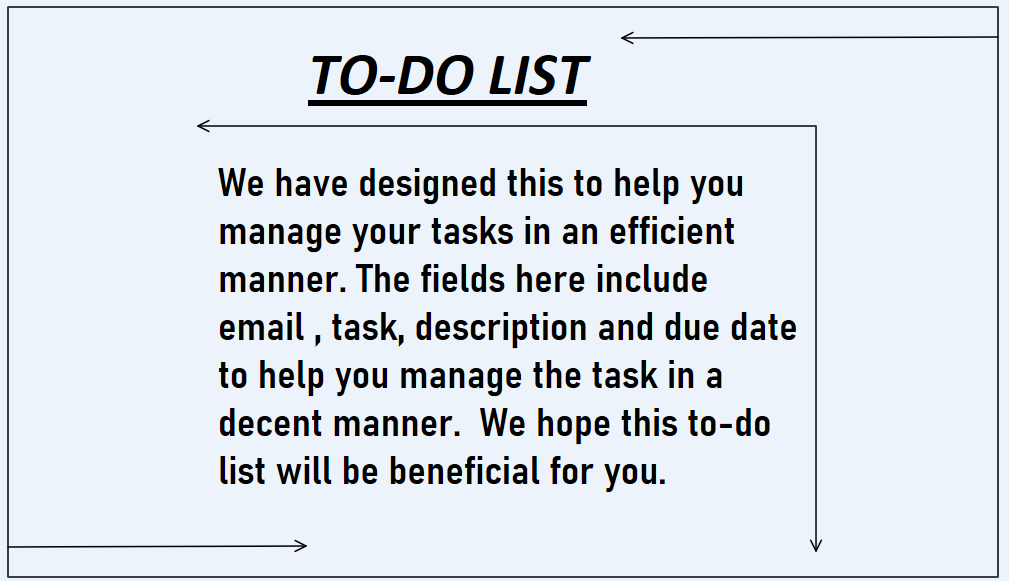 TO-DO LIST
We have designed this to help you
manage your tasks in an efficient
manner. The fields here include
email , task, description and due date
to help you manage the task in a
decent manner.  We hope this to-do
list will be beneficial for you.